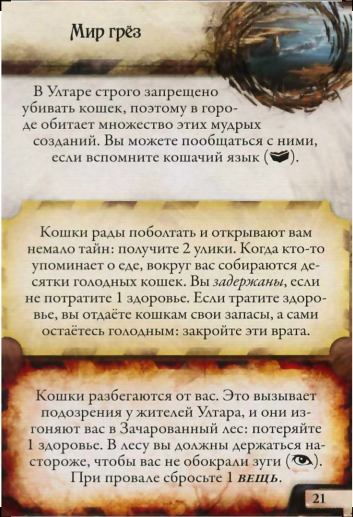 Мир грёз
В Ултаре строго запрещено
убивать кошек, поэтому в горо-
де обитает множество этих мудрых
созданий. Вы можете пообщаться с ними,
если вспомните кошачий язык ( ).
Кошки рады поболтать и открывают вам
немало тайн: получите 2 улики. Когда кто-то
упоминает о еде, вокруг вас собираются де-
сятки голодных кошек. Вы задержаны, если
не потратите 1 здоровье. Если тратите здоро-
вье, вы отдаёте кошкам свои запасы, а сами
остаётесь голодным: закройте эти врата.
Кошки разбегаются от вас. Это вызывает
подозрения у жителей Ултара, и они из-
гоняют вас в Зачарованный лес: потеряйте
1 здоровье. В лесу вы должны держаться на-
стороже, чтобы вас не обокрали зуги ( ).
При провале сбросьте 1 ВЕЩЬ.
21